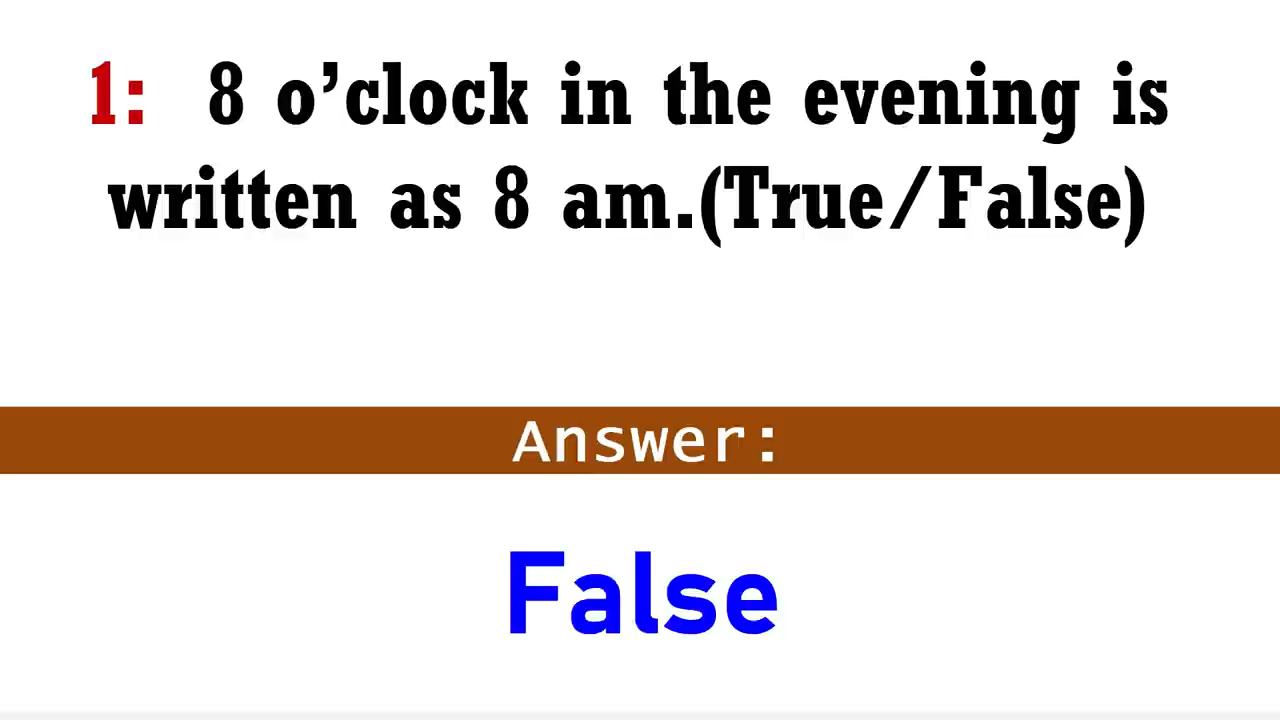 1: 8 o’clock in the evening is
written as 8 am.(True/False)
Answer:
False